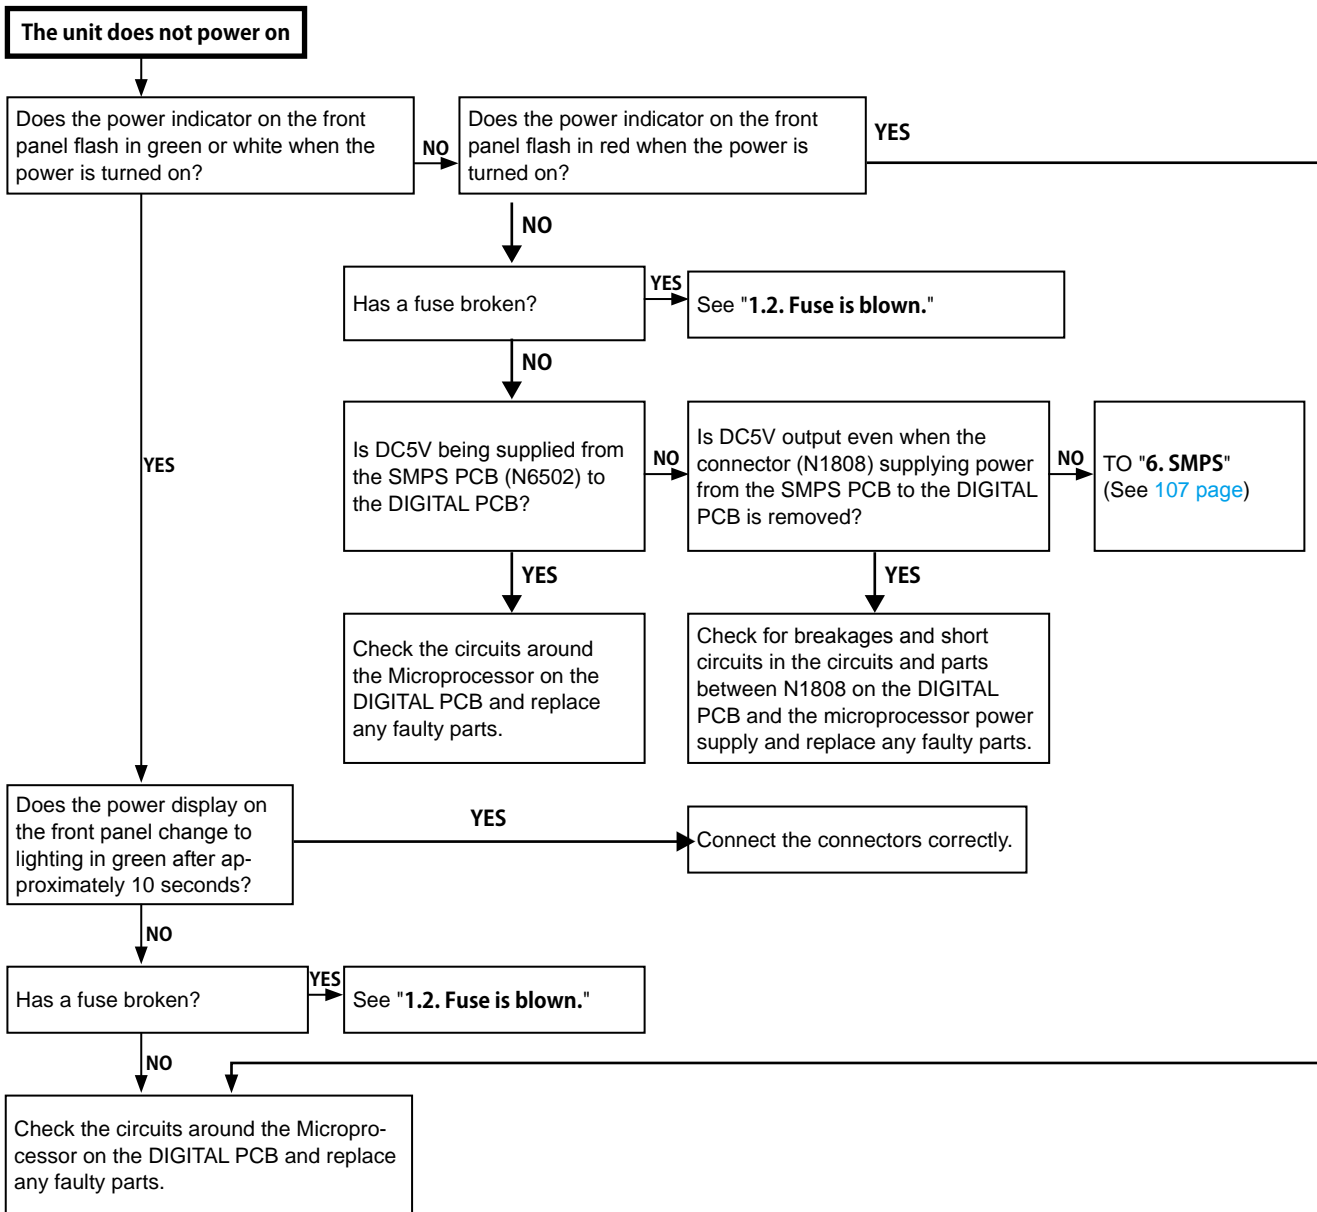 The unit does not power on
Does the power indicator on the front
panel flash in green or white when the
power is turned on?
NO
Does the power indicator on the front
panel flash in red when the power is
turned on?
YES
NO
Has a fuse broken?
YES
See "1.2. Fuse is blown."
NO
YES
Is DC5V being supplied from
the SMPS PCB (N6502) to
the DIGITAL PCB?
NO
Is DC5V output even when the
connector (N1808) supplying power
from the SMPS PCB to the DIGITAL
PCB is removed?
NO
TO "6. SMPS"
(See 107 page)
YES
YES
Check the circuits around
the Microprocessor on the
DIGITAL PCB and replace
any faulty parts.
Check for breakages and short
circuits in the circuits and parts
between N1808 on the DIGITAL
PCB and the microprocessor power
supply and replace any faulty parts.
Does the power display on
the front panel change to
lighting in green after ap-
proximately 10 seconds?
YES
Connect the connectors correctly.
NO
Has a fuse broken?
YES
See "1.2. Fuse is blown."
NO
Check the circuits around the Micropro-
cessor on the DIGITAL PCB and replace
any faulty parts.